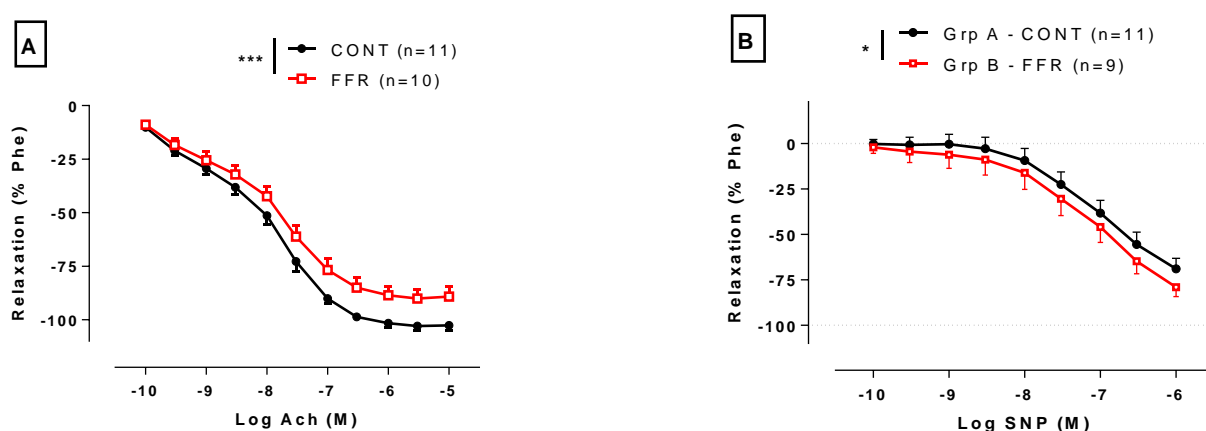 A
*** CONT (n=11)
FFR (n=10)
0
-25
-50
-75
-100
Relaxation (% Phe)
-10 -9 -8 -7 -6 -5
Log Ach (M)
B
* Grp A - CONT (n=11)
Grp B - FFR (n=9)
0
-25
-50
-75
-100
Relaxation (% Phe)
-10 -9 -8 -7 -6
Log SNP (M)